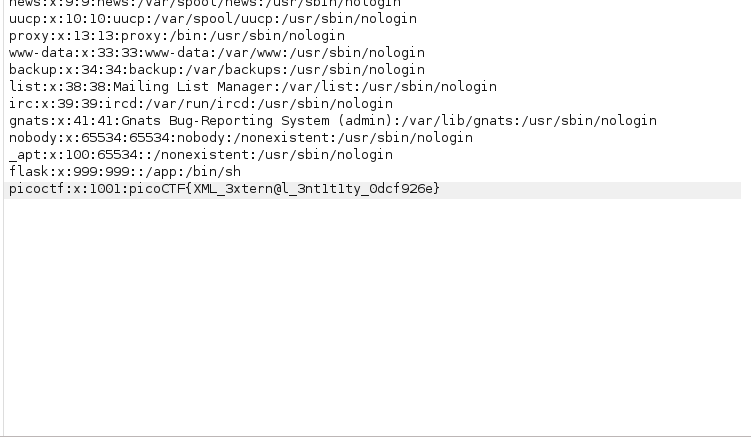 news:x:9:9:news:/var/spool/news:/usr/sbin/nologin
uucp:x:10:10:uucp:/var/spool/uucp:/usr/sbin/nologin
proxy:x:13:13:proxy:/bin:/usr/sbin/nologin
www-data:x:33:33:www-data:/var/www:/usr/sbin/nologin
backup:x:34:34:backup:/var/backups:/usr/sbin/nologin
list:x:38:38:Mailing List Manager:/var/list:/usr/sbin/nologin
irc:x:39:39:ircd:/var/run/ircd:/usr/sbin/nologin
gnats:x:41:41:Gnats Bug-Reporting System (admin):/var/lib/gnats:/usr/sbin/nologin
nobody:x:65534:65534:nobody:/nonexistent:/usr/sbin/nologin
_apt:x:100:65534::/nonexistent:/usr/sbin/nologin
flask:x:999:999::/app:/bin/sh
picoctf:x:1001:picoCTF{XML_3xtern@l_3nt1t1ty_0dcf926e}